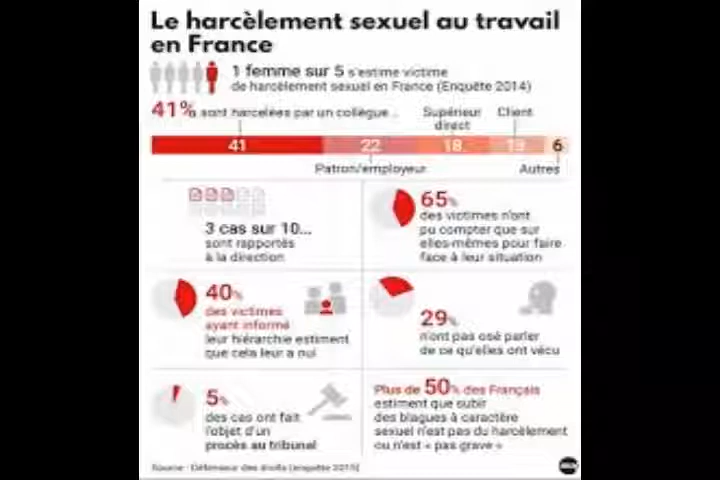 Le harcèlement sexuel au travail
en France
1 femme sur 5 s'estime victime
de harcèlement sexuel en France (Enquête 2014)
41% sont harcelées par un collègue...
Supérieur
direct
Client
41 22 18 13 6
Patron/employeur
Autres
3 cas sur 10...
sont rapportés
à la direction
65%
des victimes n'ont
pu compter que sur
elles-mêmes pour faire
face à leur situation
40%
des victimes
ayant informé
leur hiérarchie estiment
que cela leur a nui
29%
n'ont pas osé parler
de ce qu'elles ont vécu
5%
des cas ont fait
l'objet d'un
procès au tribunal
Plus de 50% des Français
estiment que subir
des blagues à caractère
sexuel n'est pas du harcèlement
ou n'est « pas grave »
Source : Défenseur des droits (enquête 2015)